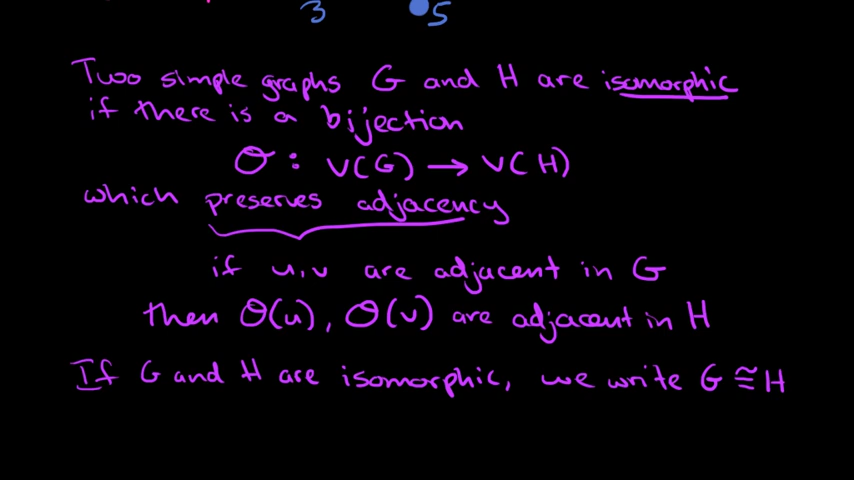 3 5
Two simple graphs G and H are isomorphic
if there is a bijection
Θ : V(G) → V(H)
which preserves adjacency
if u, v are adjacent in G
then Θ(u), Θ(v) are adjacent in H
If G and H are isomorphic, we write G ≅ H